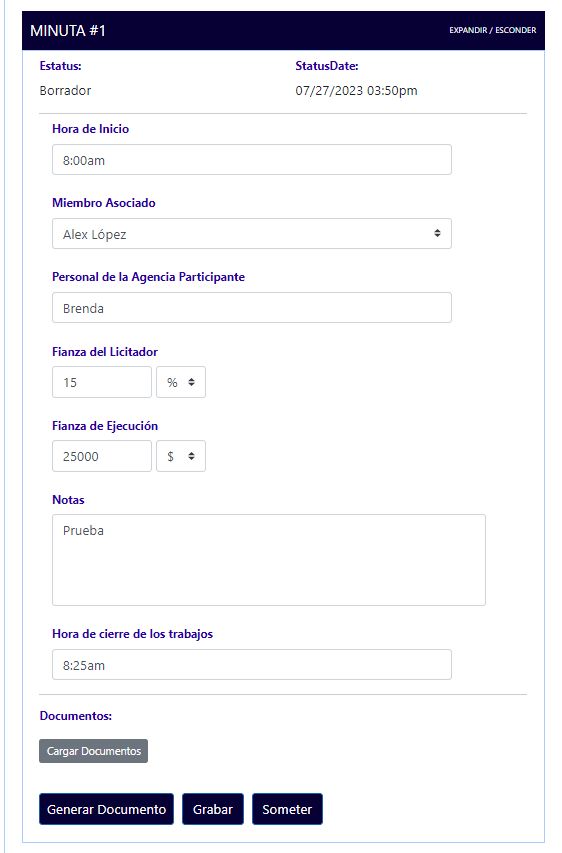 MINUTA #1 EXPANDIR / ESCONDER
Estatus: StatusDate:
Borrador 07/27/2023 03:50pm
Hora de Inicio
8:00am
Miembro Asociado
Alex López
Personal de la Agencia Participante
Brenda
Fianza del Licitador
15 %
Fianza de Ejecución
25000 $
Notas
Prueba
Hora de cierre de los trabajos
8:25am
Documentos:
Cargar Documentos
Generar Documento Grabar Someter